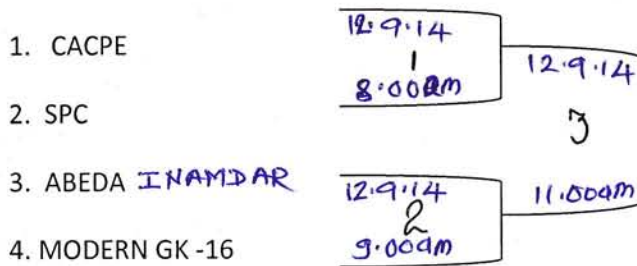 1. CACPE
12.9.14
1
8.00am
12.9.14
2. SPC
3
3. ABEDA INAMDAR
12.9.14
11.00am
2
4. MODERN GK -16
9.00am